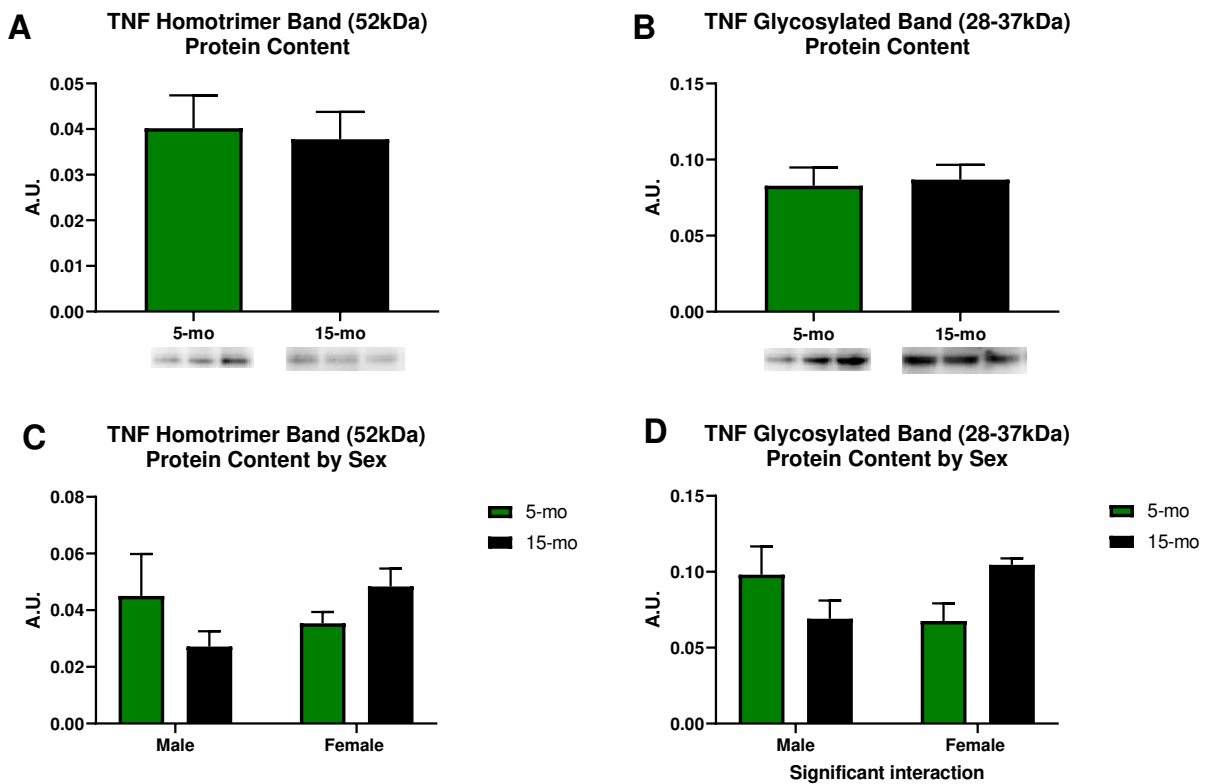 A
TNF Homotrimer Band (52kDa)
Protein Content
A.U.
0.05
0.04
0.03
0.02
0.01
0.00
5-mo
15-mo
B
TNF Glycosylated Band (28-37kDa)
Protein Content
A.U.
0.15
0.10
0.05
0.00
5-mo
15-mo
C
TNF Homotrimer Band (52kDa)
Protein Content by Sex
A.U.
0.08
0.06
0.04
0.02
0.00
Male
Female
5-mo
15-mo
D
TNF Glycosylated Band (28-37kDa)
Protein Content by Sex
A.U.
0.15
0.10
0.05
0.00
Male
Female
Significant interaction
5-mo
15-mo